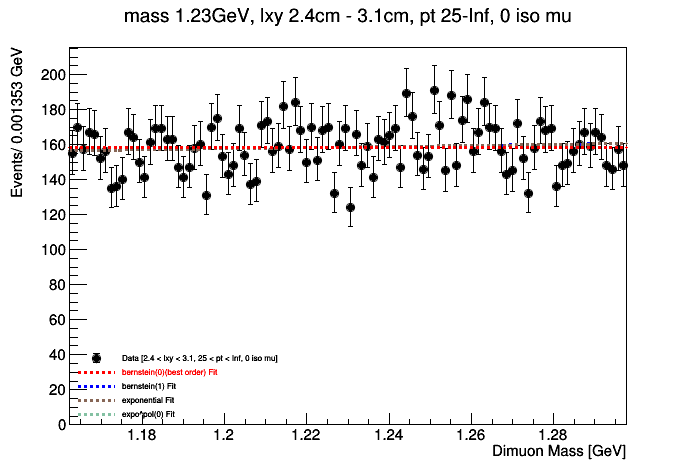 mass 1.23GeV, lxy 2.4cm - 3.1cm, pt 25-Inf, 0 iso mu
Events/ 0.001353 GeV
200
180
160
140
120
100
80
60
40
20
0
Data [2.4 < lxy < 3.1, 25 < pt < Inf, 0 iso mu]
bernstein(0)(best order) Fit
bernstein(1) Fit
exponential Fit
expo*pol(0) Fit
1.18 1.2 1.22 1.24 1.26 1.28
Dimuon Mass [GeV]